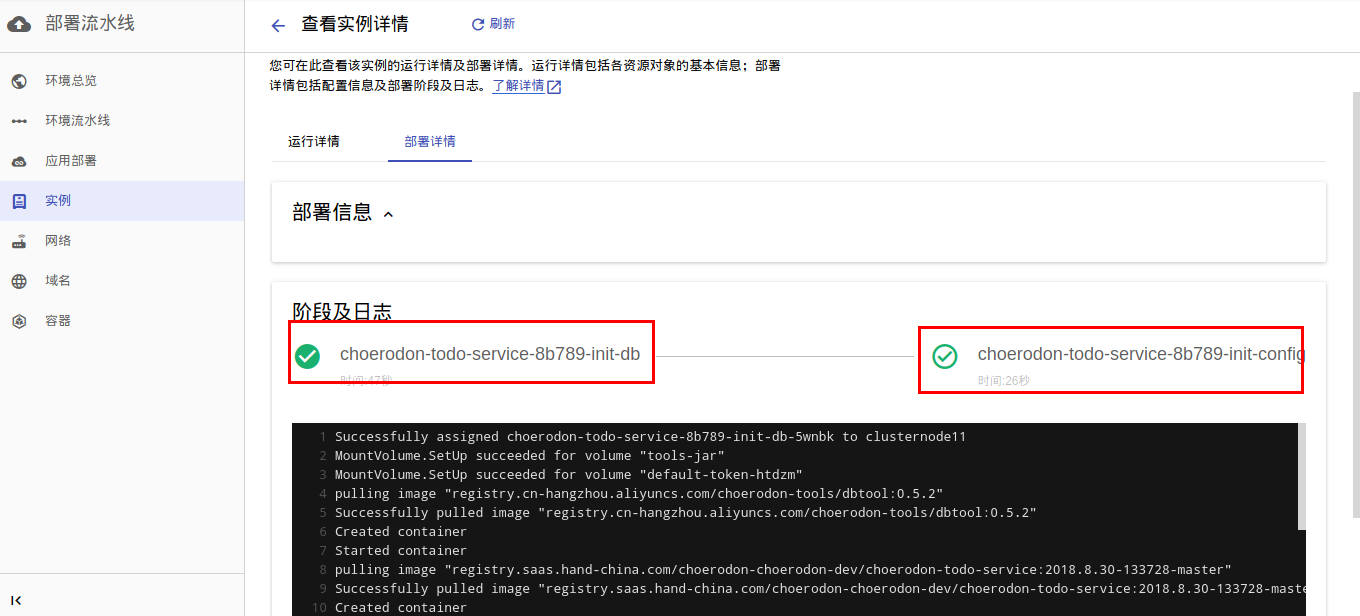 部署流水线
查看实例详情
刷新
环境总览
环境流水线
应用部署
实例
网络
域名
容器
您可在此查看该实例的运行详情及部署详情。运行详情包括各资源对象的基本信息；部署
详情包括配置信息及部署阶段及日志。了解详情
运行详情
部署详情
部署信息
阶段及日志
choerodon-todo-service-8b789-init-db
时间:47秒
choerodon-todo-service-8b789-init-config
时间:26秒
1 Successfully assigned choerodon-todo-service-8b789-init-db-5wnbk to clusternode11
2 MountVolume.SetUp succeeded for volume "tools-jar"
3 MountVolume.SetUp succeeded for volume "default-token-htdzm"
4 pulling image "registry.cn-hangzhou.aliyuncs.com/choerodon-tools/dbtool:0.5.2"
5 Successfully pulled image "registry.cn-hangzhou.aliyuncs.com/choerodon-tools/dbtool:0.5.2"
6 Created container
7 Started container
8 pulling image "registry.saas.hand-china.com/choerodon-choerodon-dev/choerodon-todo-service:2018.8.30-133728-master"
9 Successfully pulled image "registry.saas.hand-china.com/choerodon-choerodon-dev/choerodon-todo-service:2018.8.30-133728-maste
10 Created container